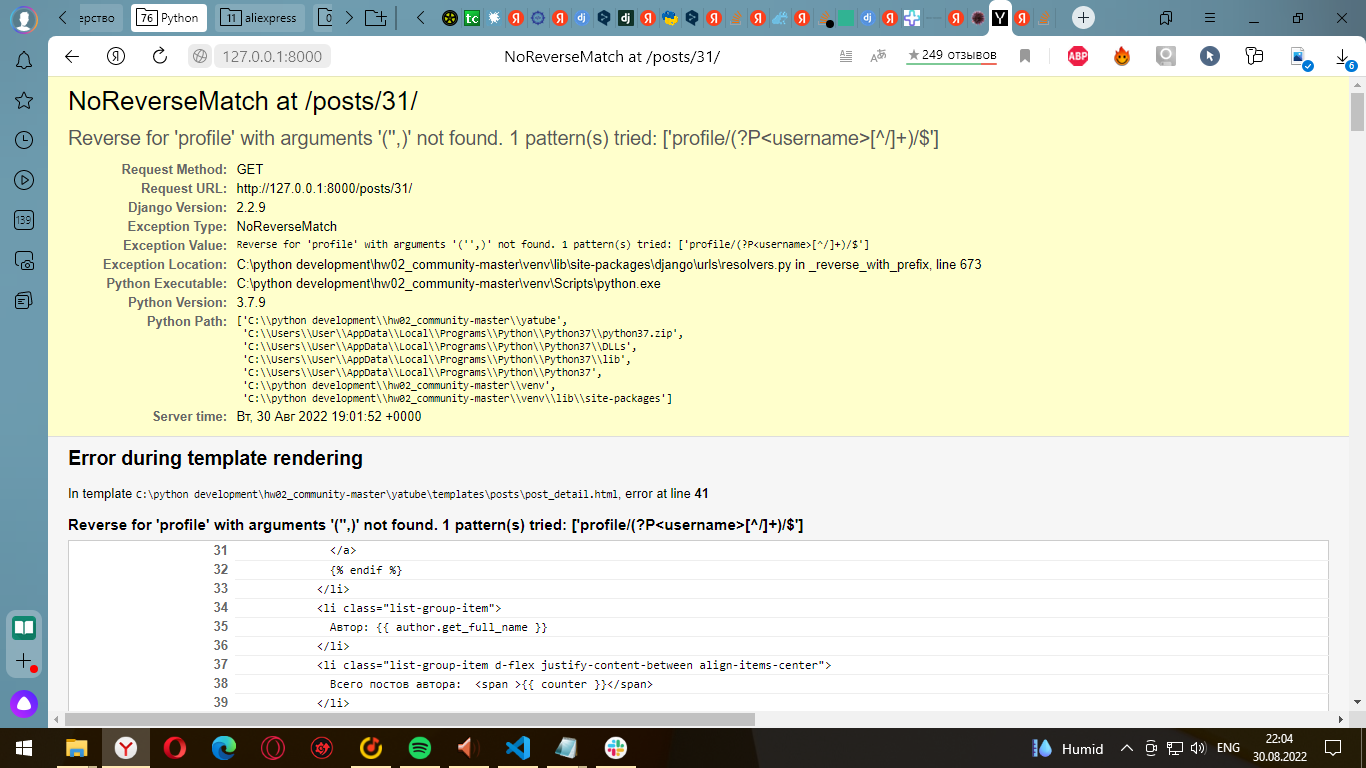 ерство
76 Python
11 aliexpress
127.0.0.1:8000
NoReverseMatch at /posts/31/
249 отзывов
ABP
6
139
NoReverseMatch at /posts/31/
Reverse for 'profile' with arguments '('',)' not found. 1 pattern(s) tried: ['profile/(?P<username>[^/]+)/$']
Request Method: GET
Request URL: http://127.0.0.1:8000/posts/31/
Django Version: 2.2.9
Exception Type: NoReverseMatch
Exception Value: Reverse for 'profile' with arguments '('',)' not found. 1 pattern(s) tried: ['profile/(?P<username>[^/]+)/$']
Exception Location: C:\python development\hw02_community-master\venv\lib\site-packages\django\urls\resolvers.py in _reverse_with_prefix, line 673
Python Executable: C:\python development\hw02_community-master\venv\Scripts\python.exe
Python Version: 3.7.9
Python Path: ['C:\\python development\\hw02_community-master\\yatube',
'C:\\Users\\User\\AppData\\Local\\Programs\\Python\\Python37\\python37.zip',
'C:\\Users\\User\\AppData\\Local\\Programs\\Python\\Python37\\DLLs',
'C:\\Users\\User\\AppData\\Local\\Programs\\Python\\Python37\\lib',
'C:\\Users\\User\\AppData\\Local\\Programs\\Python\\Python37',
'C:\\python development\\hw02_community-master\\venv',
'C:\\python development\\hw02_community-master\\venv\\lib\\site-packages']
Server time: Вт, 30 Авг 2022 19:01:52 +0000
Error during template rendering
In template C:\python development\hw02_community-master\yatube\templates\posts\post_detail.html, error at line 41
Reverse for 'profile' with arguments '('',)' not found. 1 pattern(s) tried: ['profile/(?P<username>[^/]+)/$']
31 </a>
32 {% endif %}
33 </li>
34 <li class="list-group-item">
35 Автор: {{ author.get_full_name }}
36 </li>
37 <li class="list-group-item d-flex justify-content-between align-items-center">
38 Всего постов автора: <span >{{ counter }}</span>
39 </li>
Humid
ENG
22:04
30.08.2022